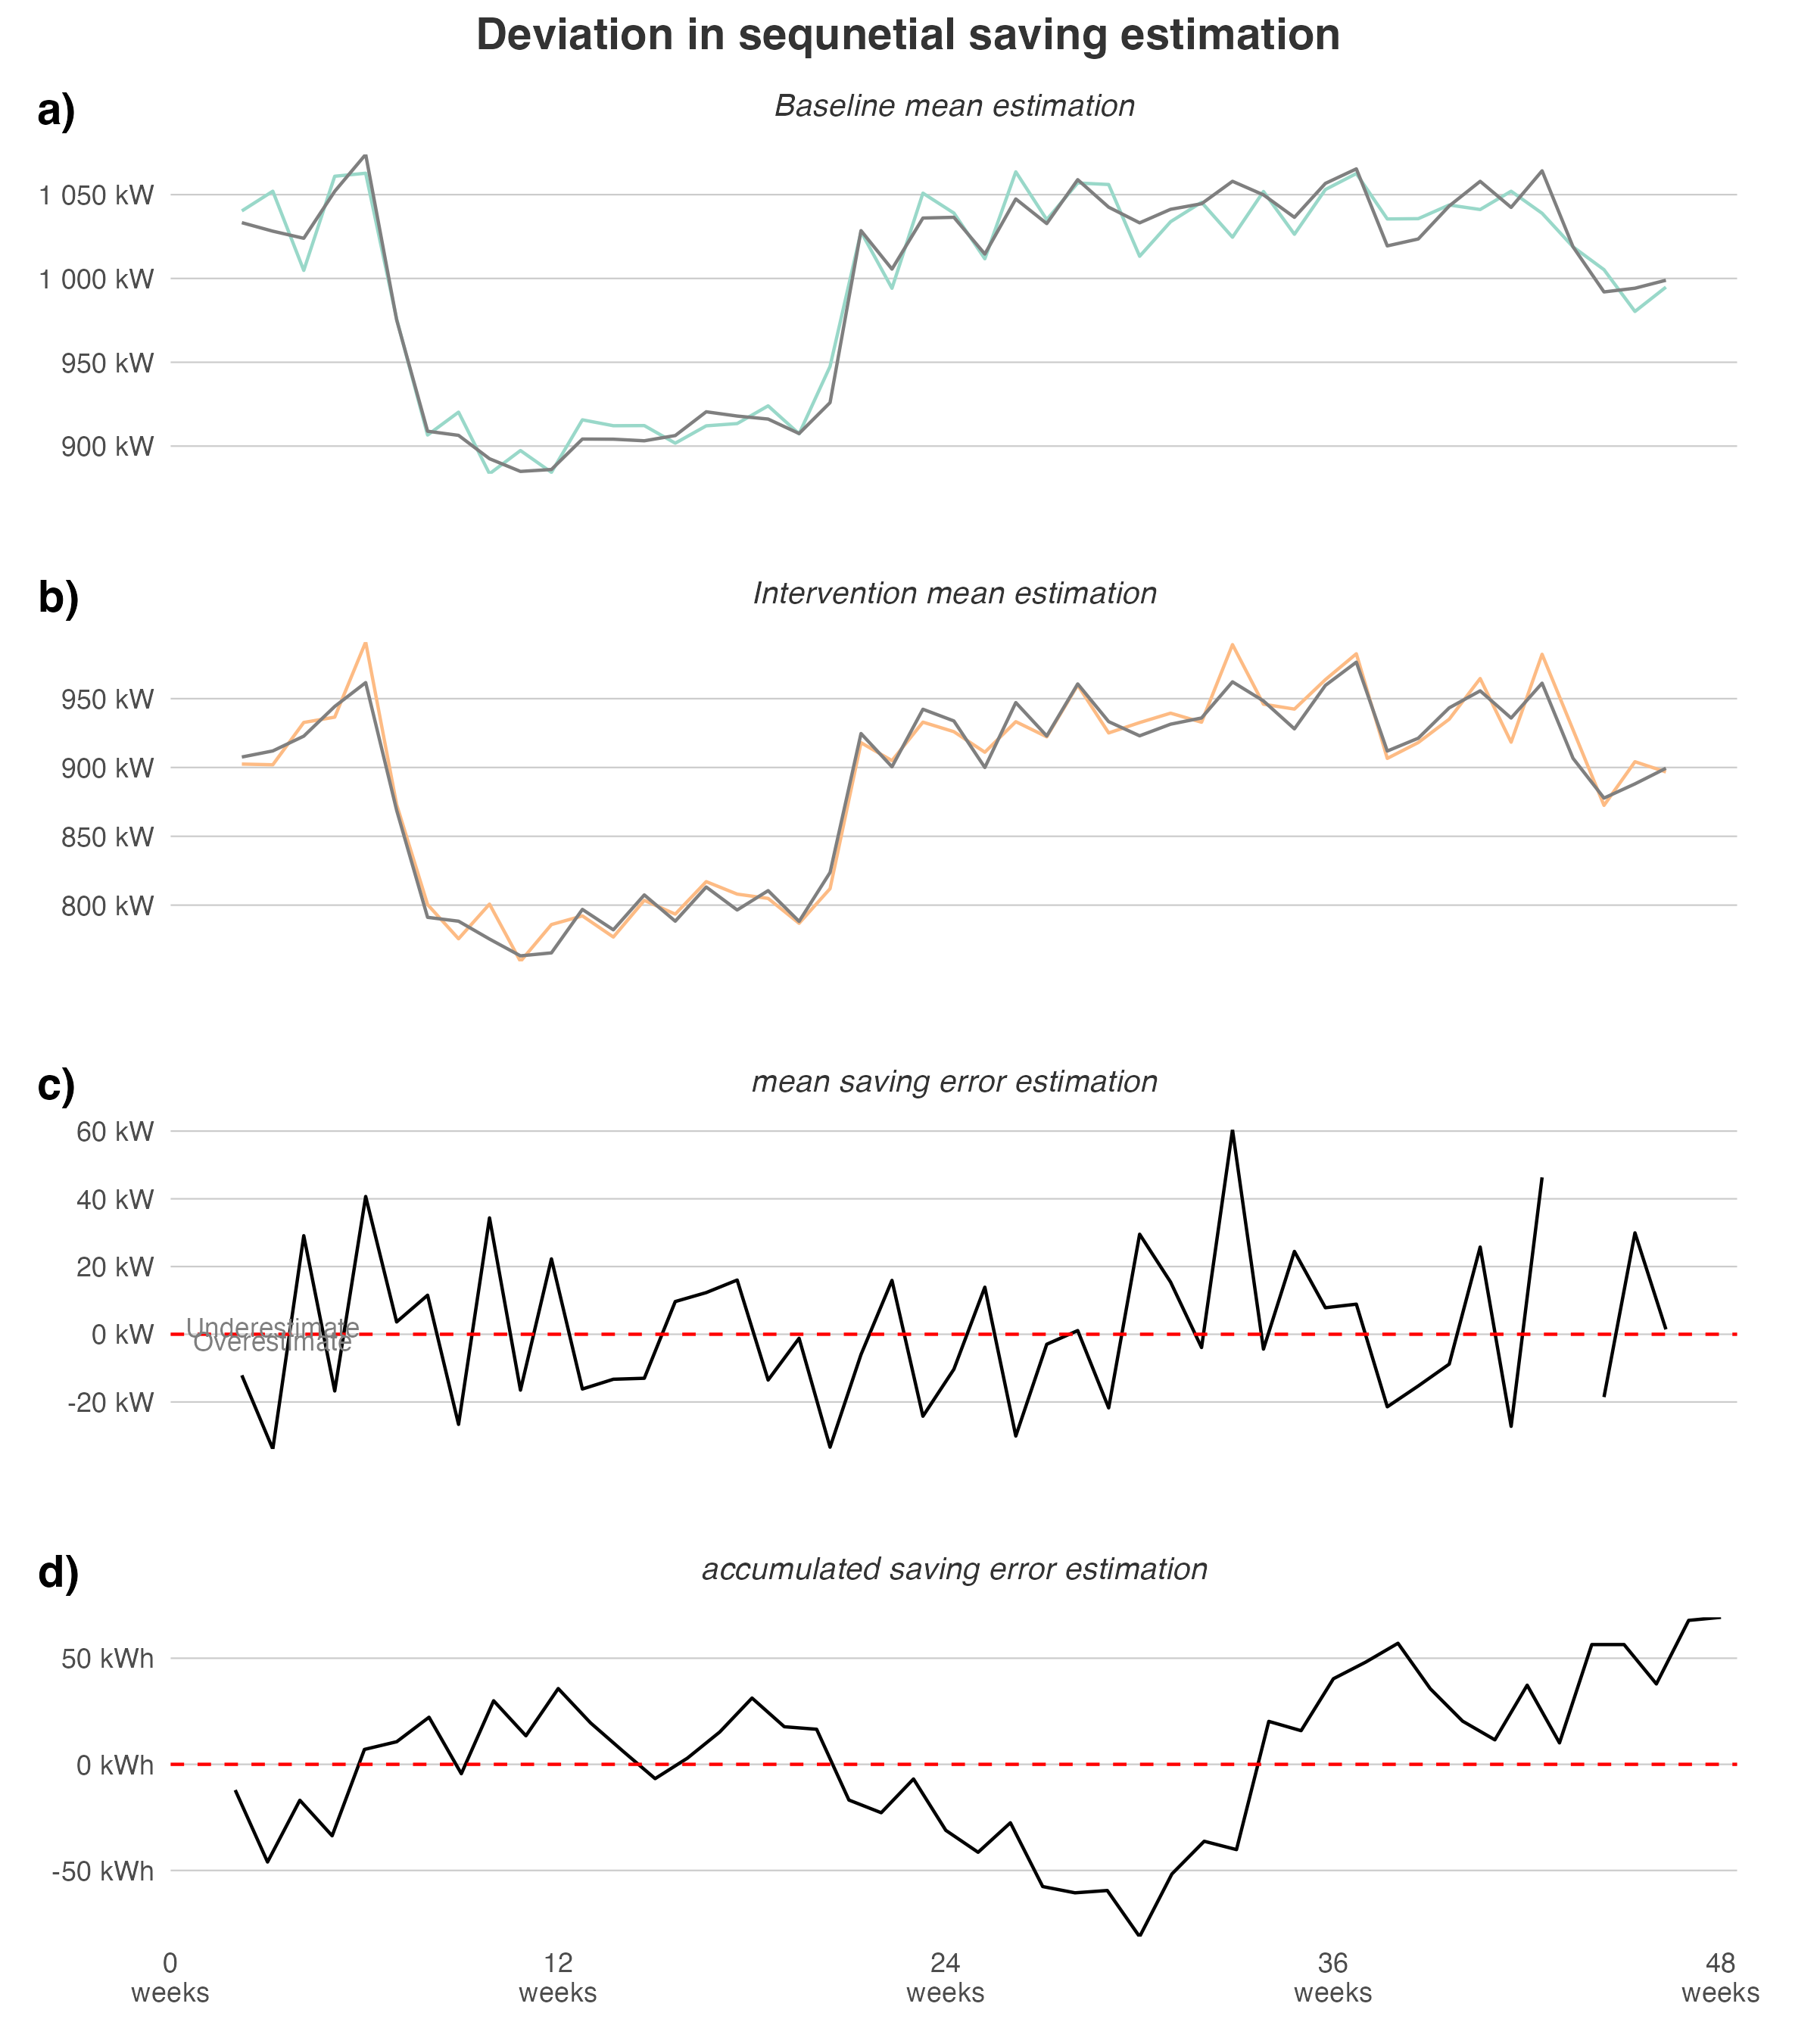 Deviation in sequnetial saving estimation
a)
Baseline mean estimation
1 050 kW
1 000 kW
950 kW
900 kW
b)
Intervention mean estimation
950 kW
900 kW
850 kW
800 kW
c)
mean saving error estimation
60 kW
40 kW
20 kW
Underestimate
0 kW
Overestimate
-20 kW
d)
accumulated saving error estimation
50 kWh
0 kWh
-50 kWh
0 12 24 36 48
weeks weeks weeks weeks weeks